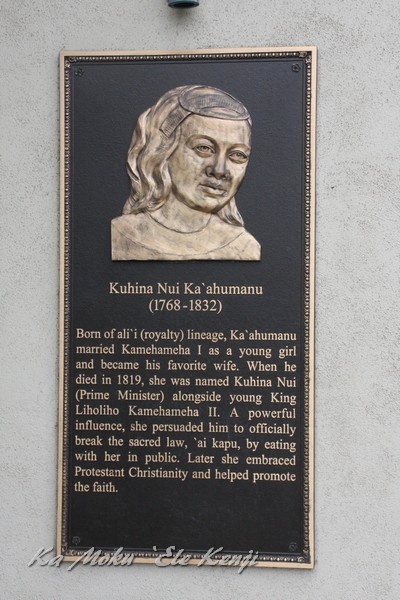 Kuhina Nui Ka`ahumanu
(1768-1832)
Born of ali`i (royalty) lineage, Ka`ahumanu
married Kamehameha I as a young girl
and became his favorite wife. When he
died in 1819, she was named Kuhina Nui
(Prime Minister) alongside young King
Liholiho Kamehameha II. A powerful
influence, she persuaded him to officially
break the sacred law, `ai kapu, by eating
with her in public. Later she embraced
Protestant Christianity and helped promote
the faith.
Ka Moku `Ele Kenji